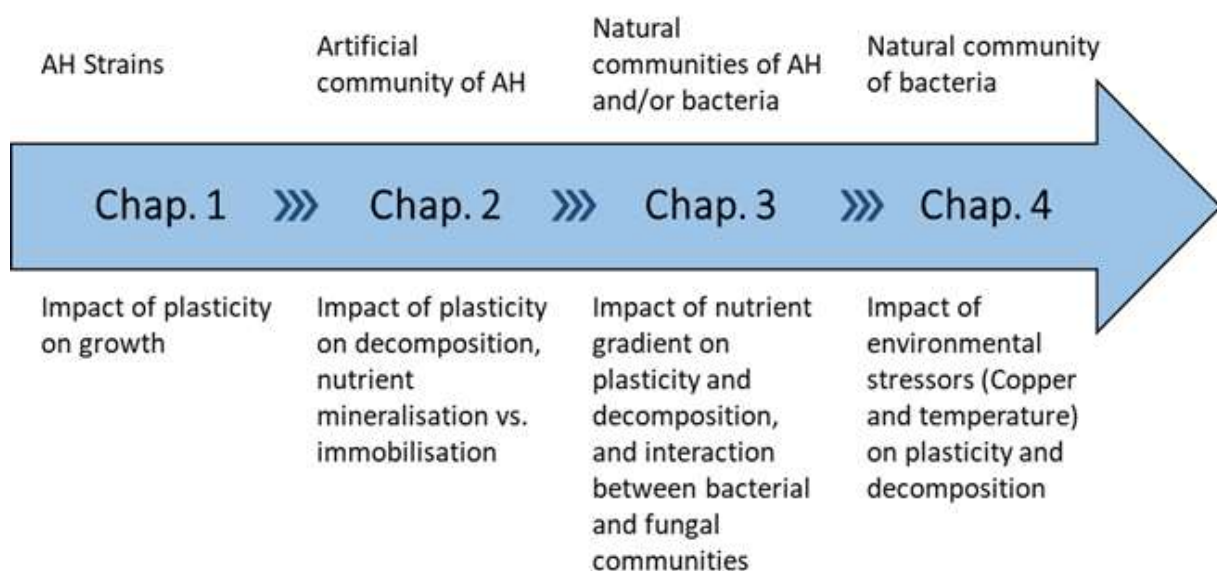 AH Strains
Artificial
community of AH
Natural
communities of AH
and/or bacteria
Natural community
of bacteria
Chap. 1
Chap. 2
Chap. 3
Chap. 4
Impact of plasticity
on growth
Impact of plasticity
on decomposition,
nutrient
mineralisation vs.
immobilisation
Impact of nutrient
gradient on
plasticity and
decomposition,
and interaction
between bacterial
and fungal
communities
Impact of
environmental
stressors (Copper
and temperature)
on plasticity and
decomposition